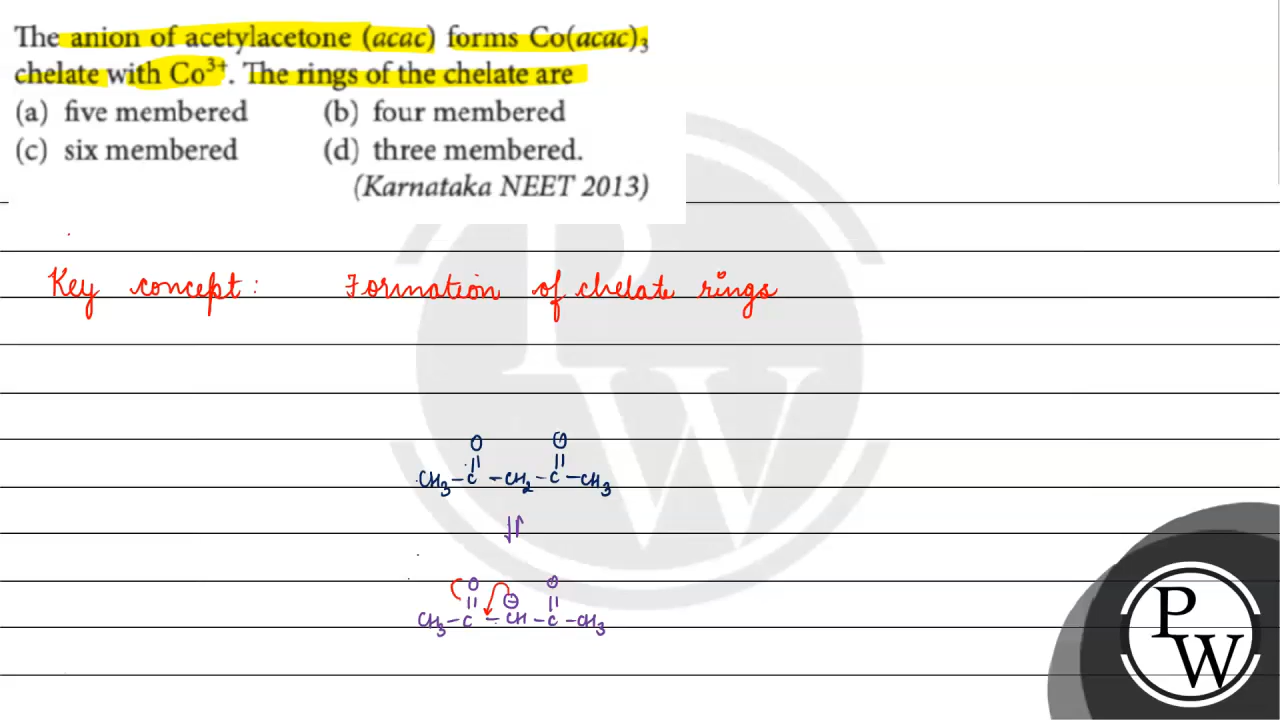 The anion of acetylacetone (acac) forms Co(acac)₃
chelate with Co³⁺. The rings of the chelate are
(a) five membered (b) four membered
(c) six membered (d) three membered.
(Karnataka NEET 2013)
Key concept: Formation of chelate rings
O O
|| ||
CH₃-C-CH₂-C-CH₃
⇌
O ⊖ O
|| ||
CH₃-C-CH-C-CH₃
P
W
P
W